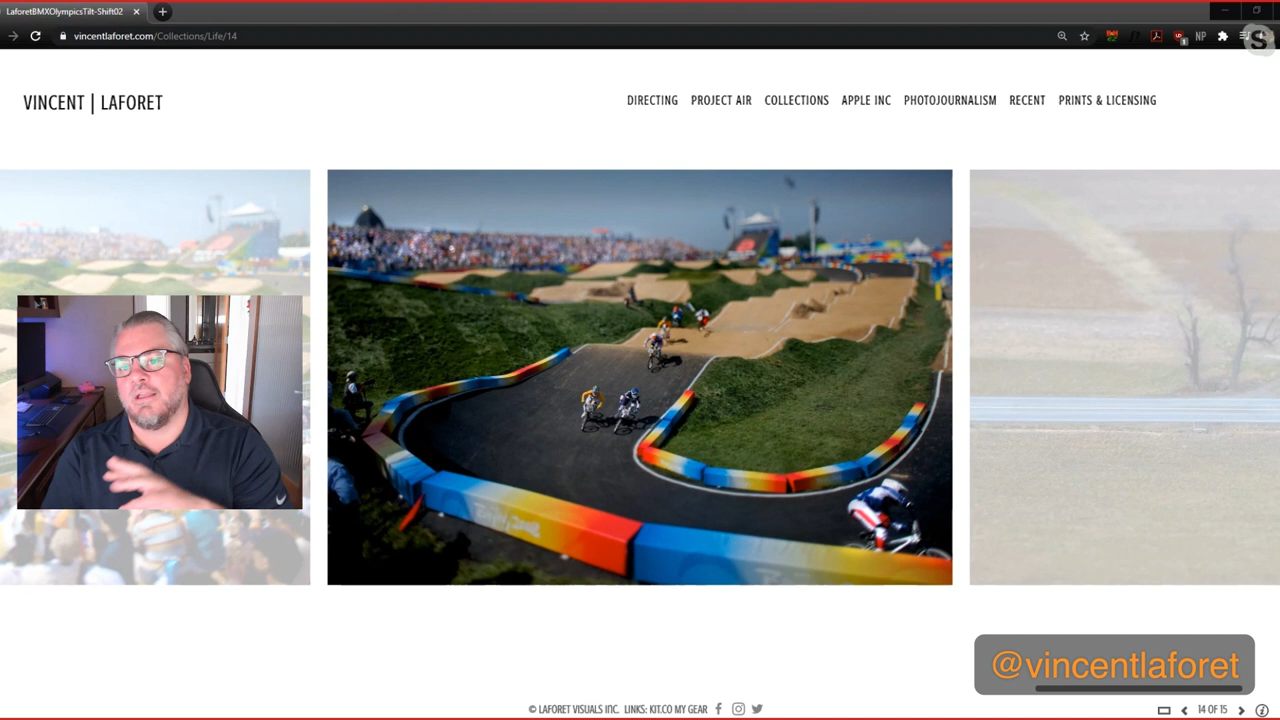 LaforetBMXOlympicsTilt-Shift02
vincentlaforet.com/Collections/Life/14
NP
VINCENT | LAFORET
DIRECTING PROJECT AIR COLLECTIONS APPLE INC PHOTOJOURNALISM RECENT PRINTS & LICENSING
@vincentlaforet
© LAFORET VISUALS INC. LINKS: KIT.CO MY GEAR
14 OF 15